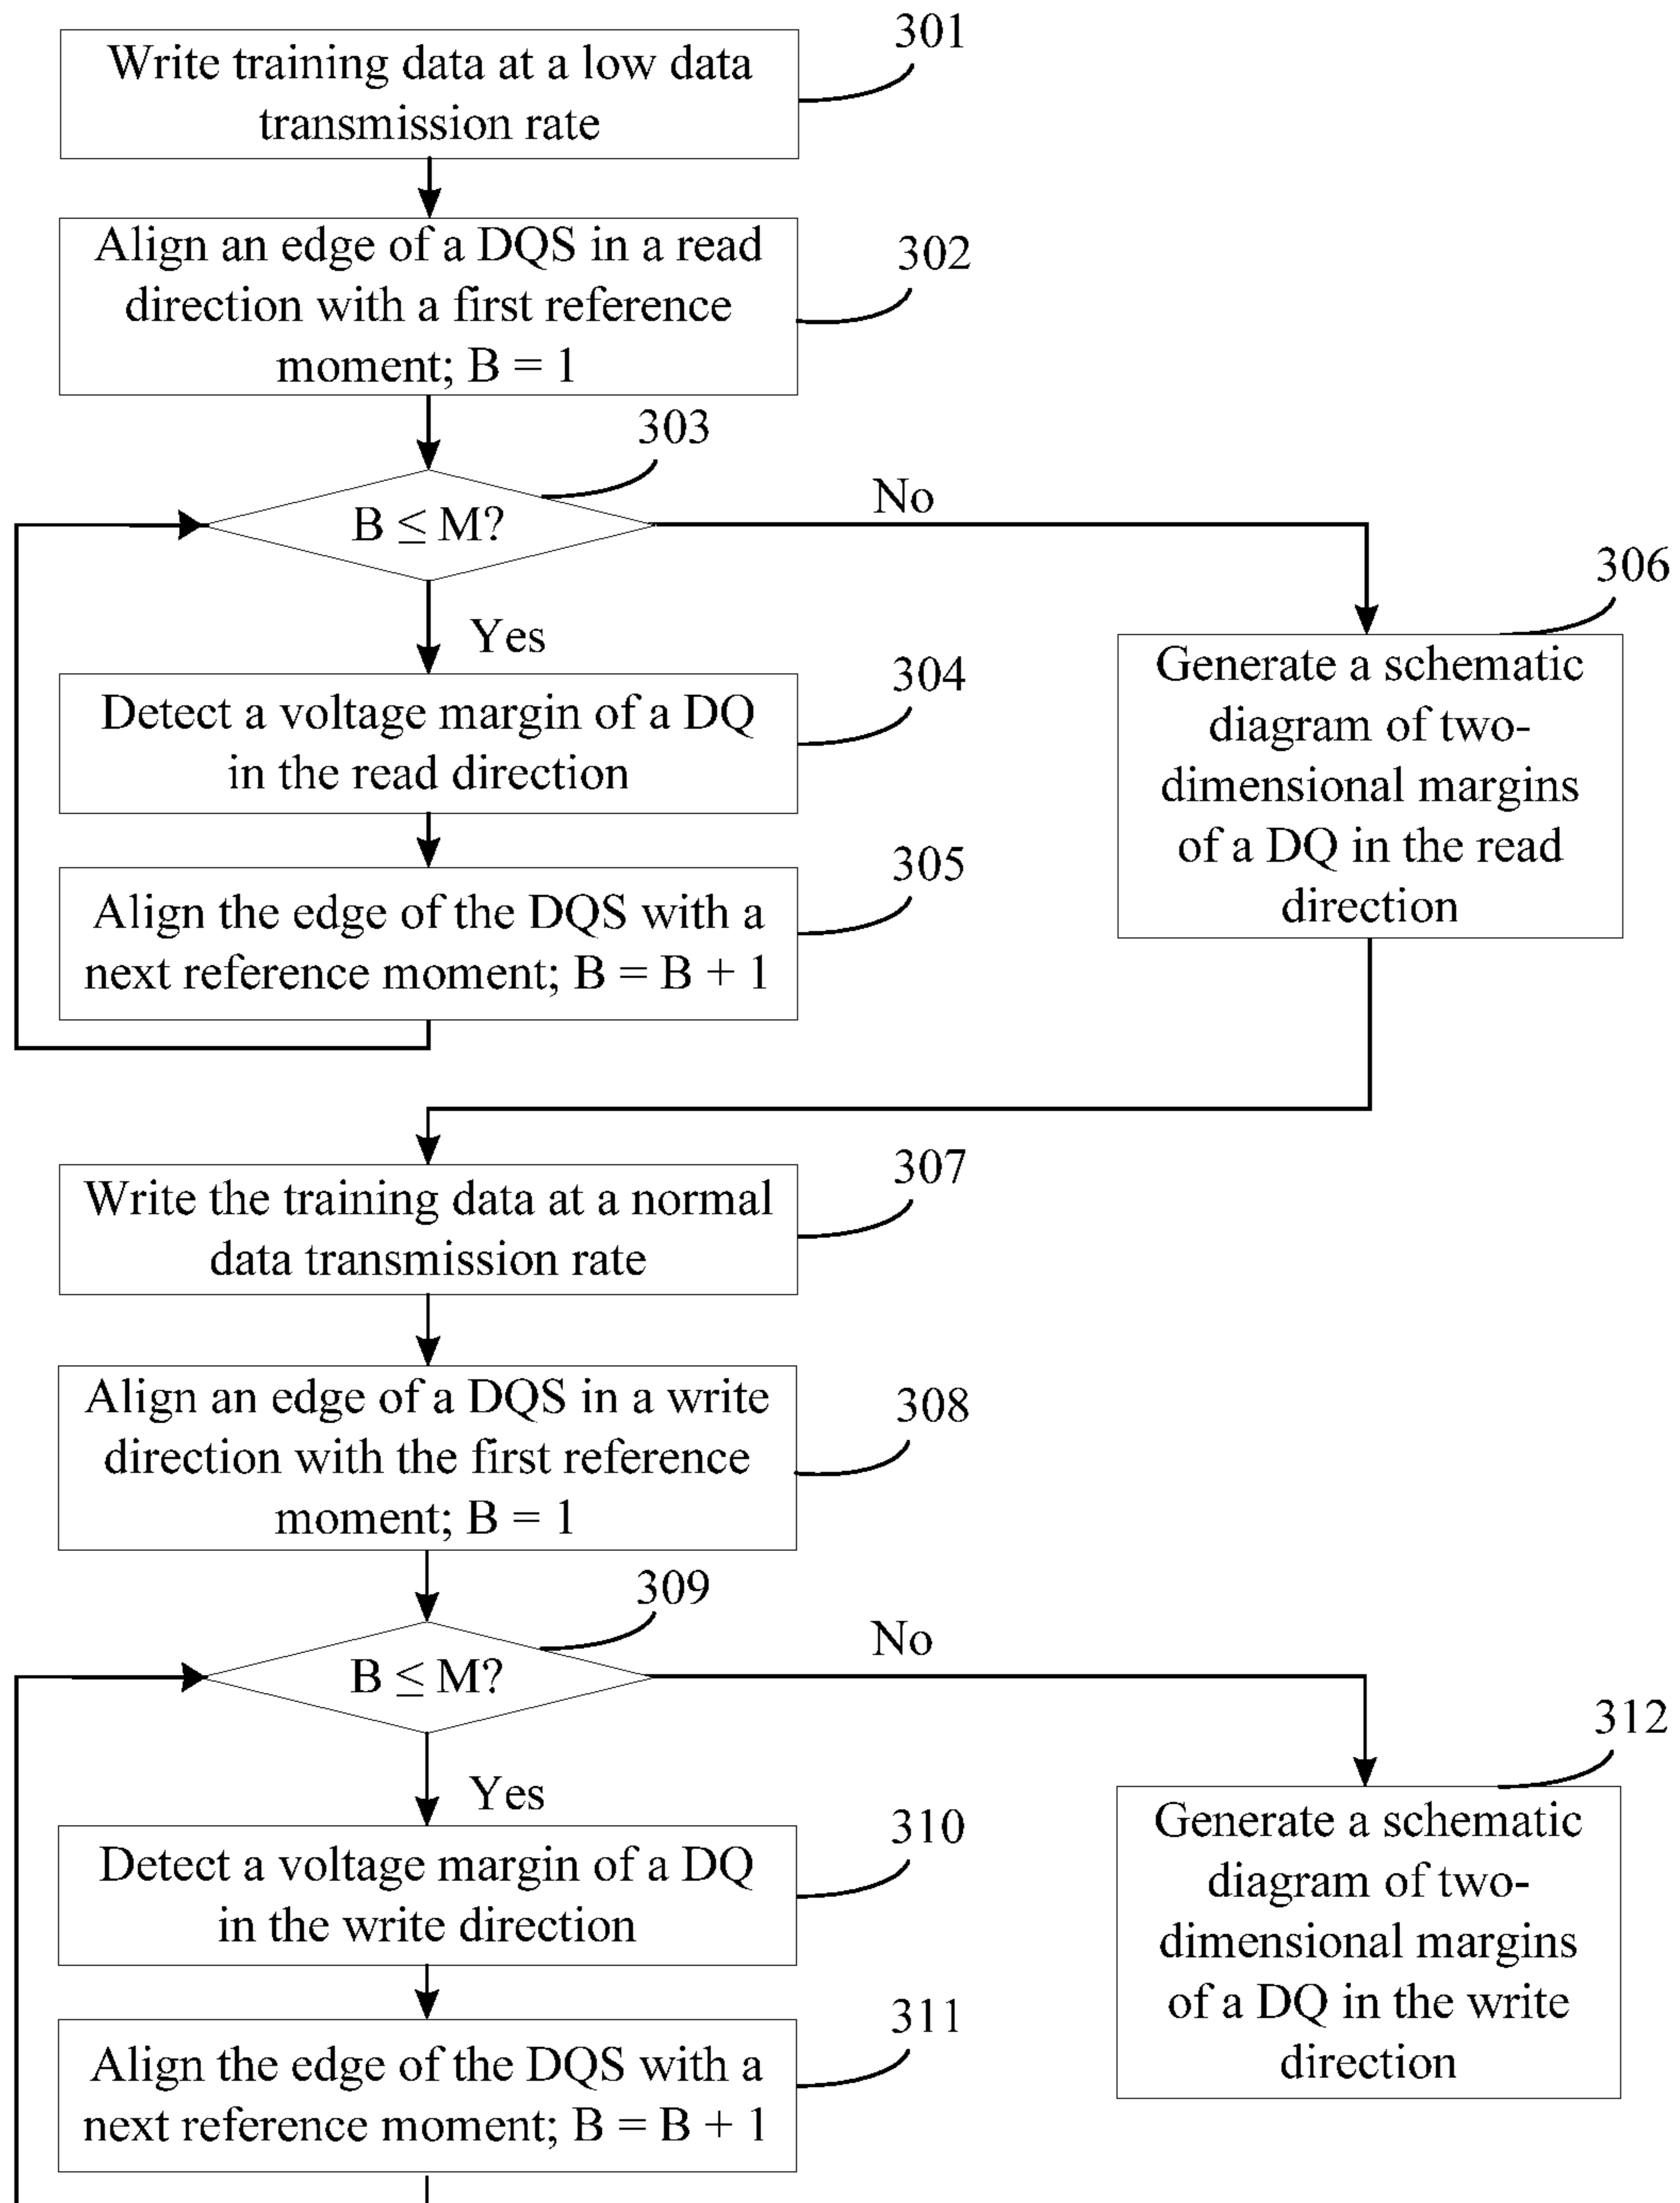 301
Write training data at a low data
transmission rate
302
Align an edge of a DQS in a read
direction with a first reference
moment; B = 1
303
B ≤ M?
No
Yes
306
Generate a schematic
diagram of two-
dimensional margins
of a DQ in the read
direction
304
Detect a voltage margin of a DQ
in the read direction
305
Align the edge of the DQS with a
next reference moment; B = B + 1
307
Write the training data at a normal
data transmission rate
308
Align an edge of a DQS in a write
direction with the first reference
moment; B = 1
309
B ≤ M?
No
Yes
312
Generate a schematic
diagram of two-
dimensional margins
of a DQ in the write
direction
310
Detect a voltage margin of a DQ
in the write direction
311
Align the edge of the DQS with a
next reference moment; B = B + 1